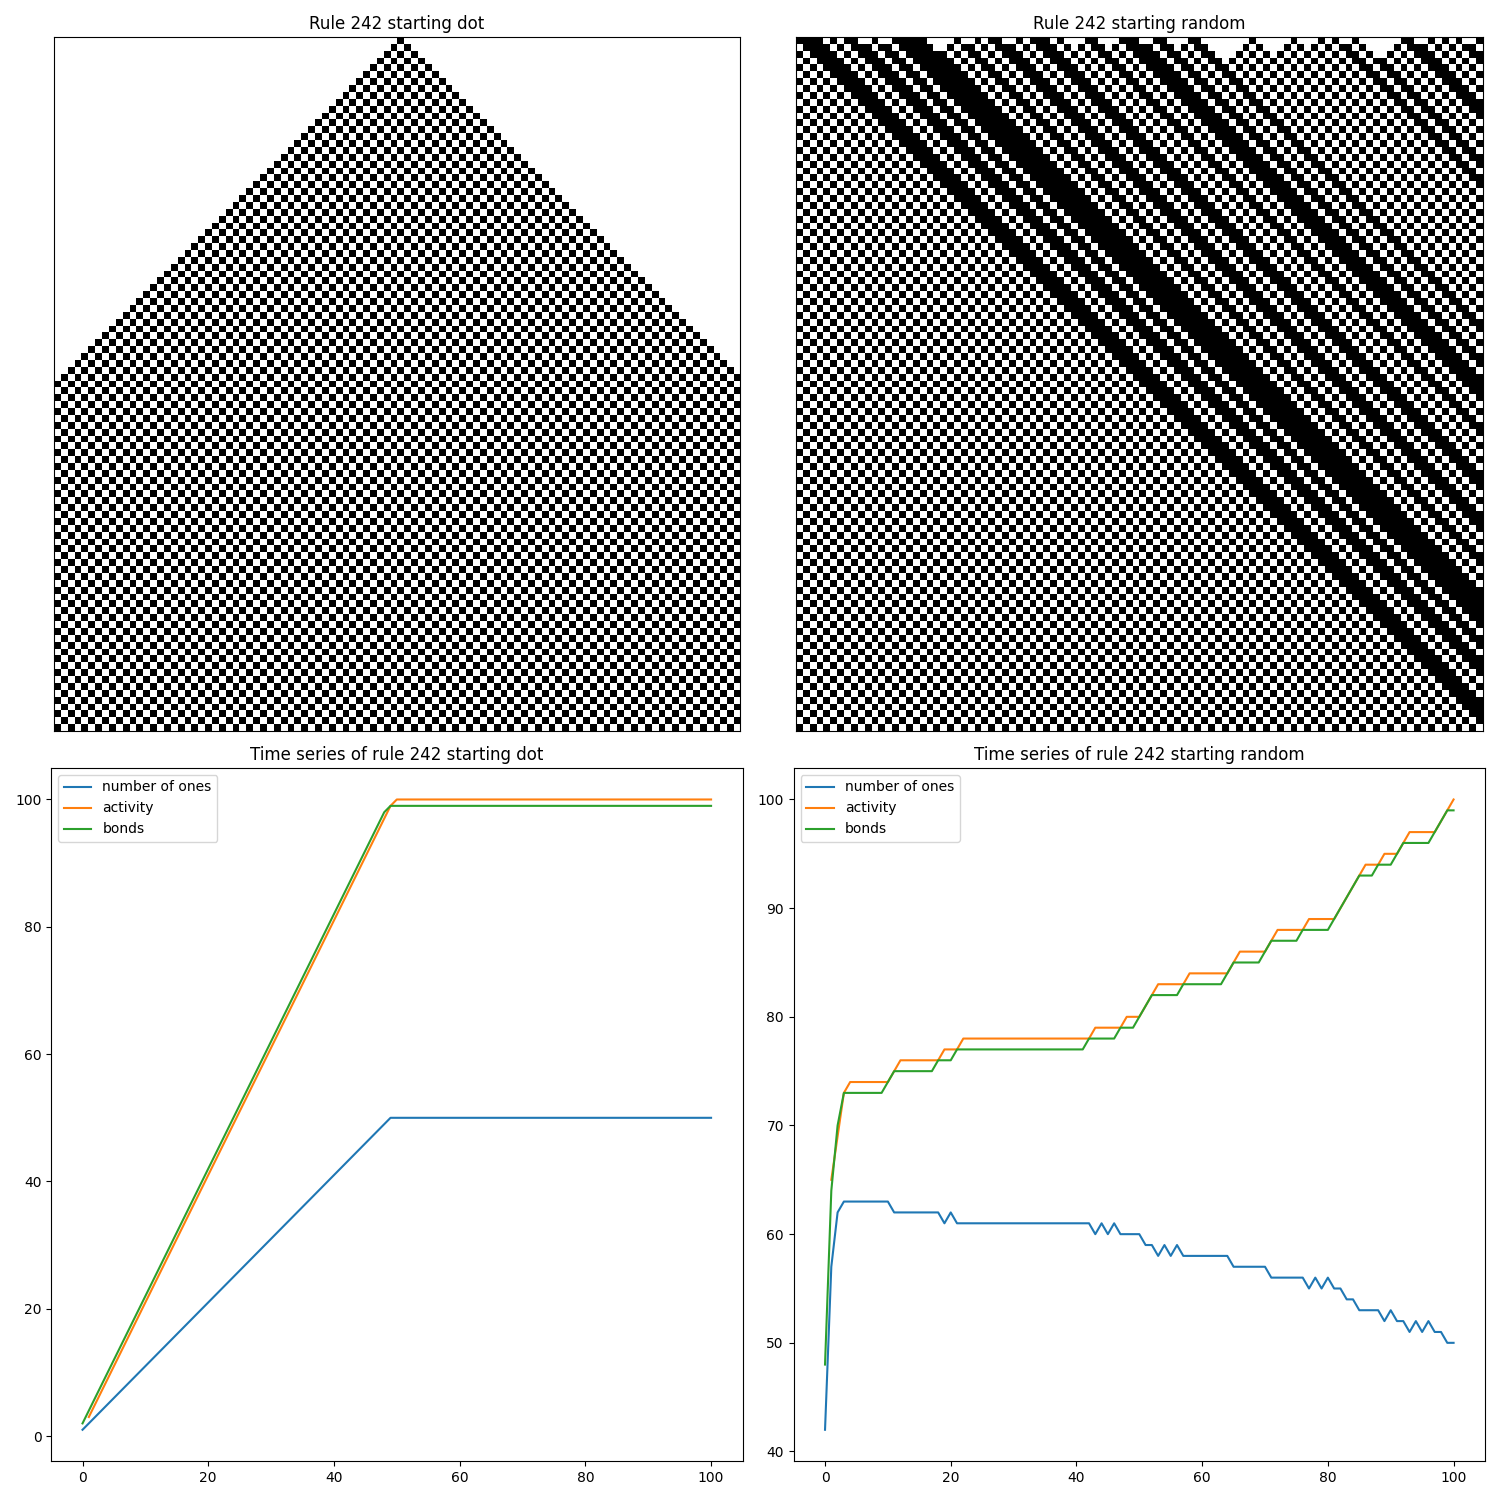 Rule 242 starting dot
Rule 242 starting random
Time series of rule 242 starting dot
number of ones
activity
bonds
100
80
60
40
20
0
0 20 40 60 80 100
Time series of rule 242 starting random
number of ones
activity
bonds
100
90
80
70
60
50
40
0 20 40 60 80 100